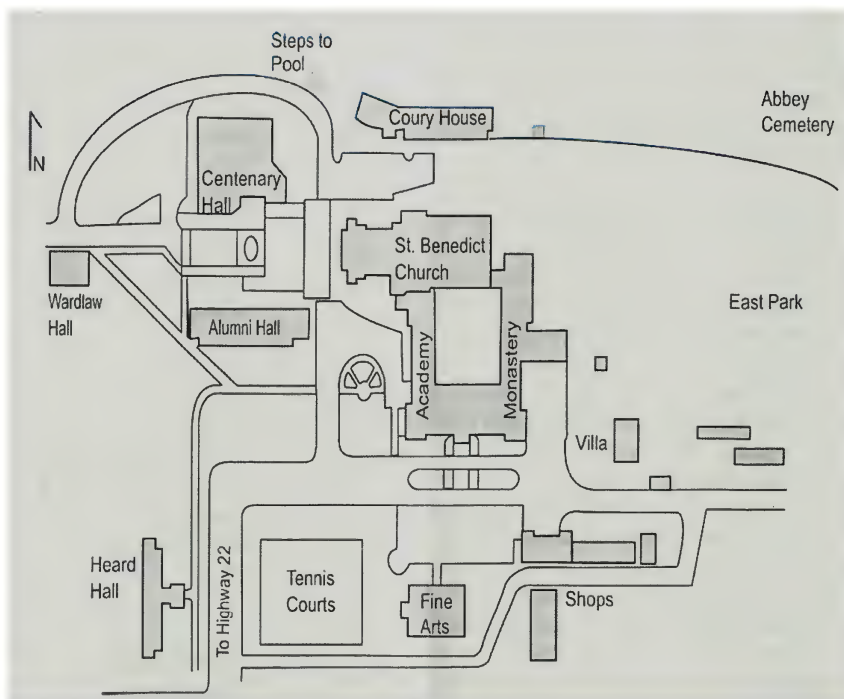 Steps to
Pool
Coury House
Abbey
Cemetery
N
Centenary
Hall
St. Benedict
Church
Wardlaw
Hall
Alumni Hall
East Park
Academy
Monastery
Villa
Heard
Hall
To Highway 22
Tennis
Courts
Fine
Arts
Shops